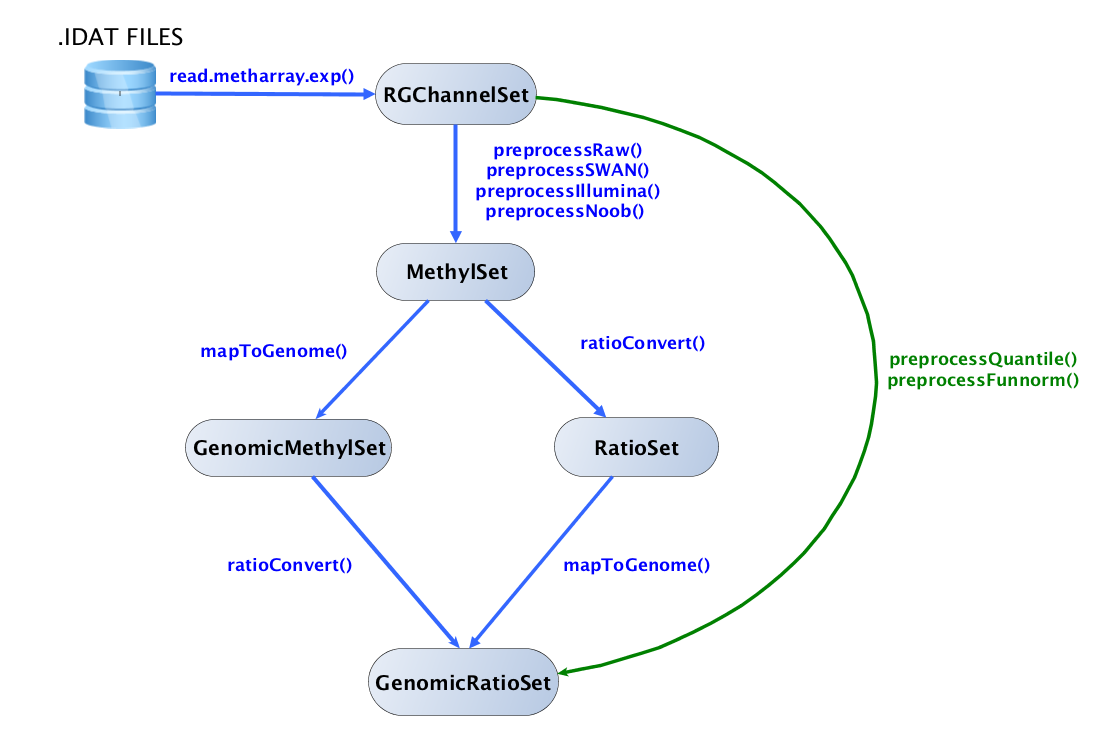 .IDAT FILES
read.metharray.exp()
RGChannelSet
preprocessRaw()
preprocessSWAN()
preprocessIllumina()
preprocessNoob()
MethylSet
mapToGenome()
ratioConvert()
preprocessQuantile()
preprocessFunnorm()
GenomicMethylSet
RatioSet
ratioConvert()
mapToGenome()
GenomicRatioSet